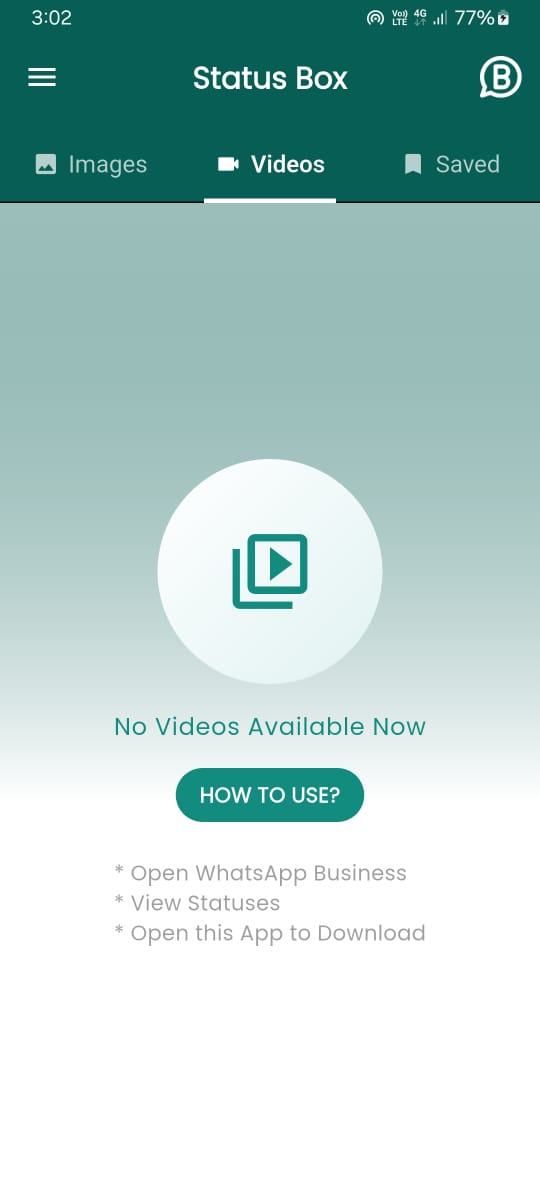 3:02 Vo)) LTE 4G 77%
Status Box B
Images Videos Saved
No Videos Available Now
HOW TO USE?
* Open WhatsApp Business
* View Statuses
* Open this App to Download